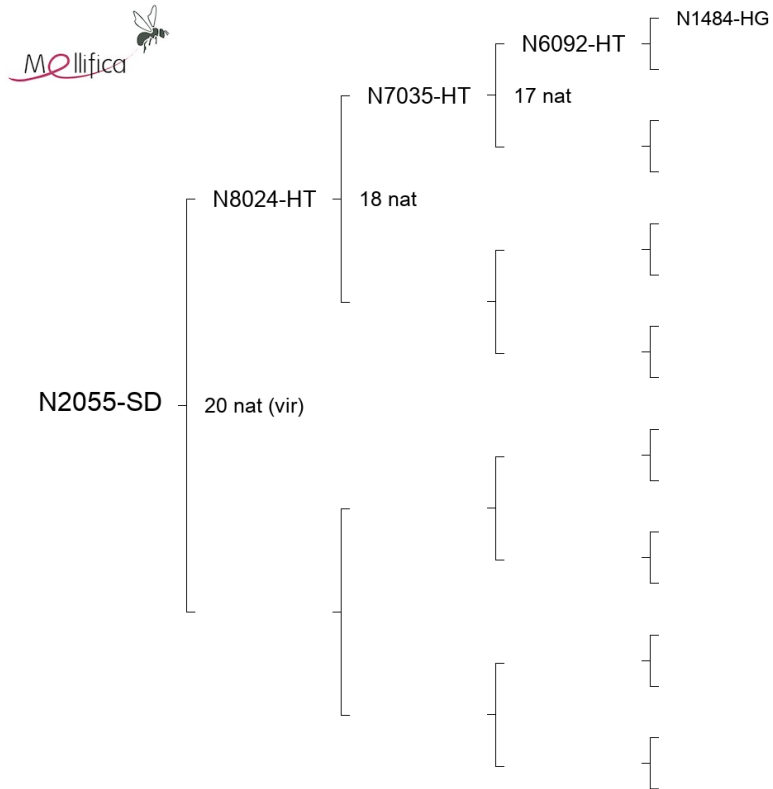 Mellifica
N1484-HG
N6092-HT
N7035-HT
17 nat
N8024-HT
18 nat
N2055-SD
20 nat (vir)